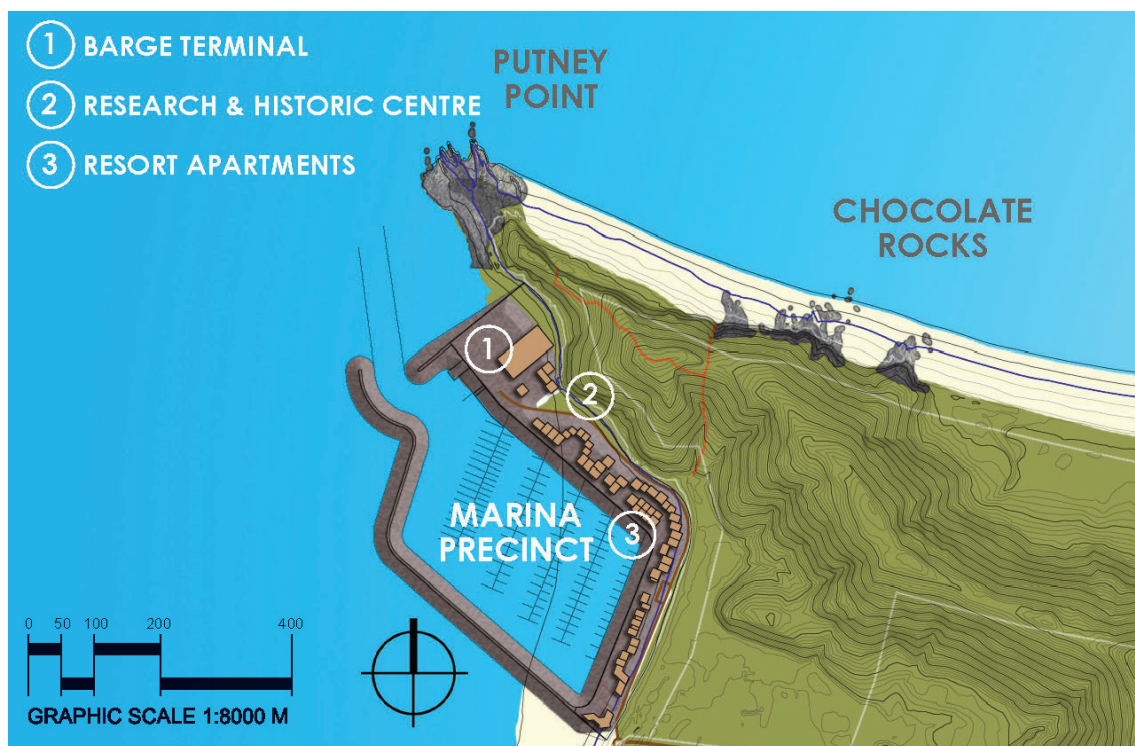 1 BARGE TERMINAL
2 RESEARCH & HISTORIC CENTRE
3 RESORT APARTMENTS
PUTNEY
POINT
CHOCOLATE
ROCKS
1
2
MARINA
PRECINCT
3
0 50 100 200 400
GRAPHIC SCALE 1:8000 M